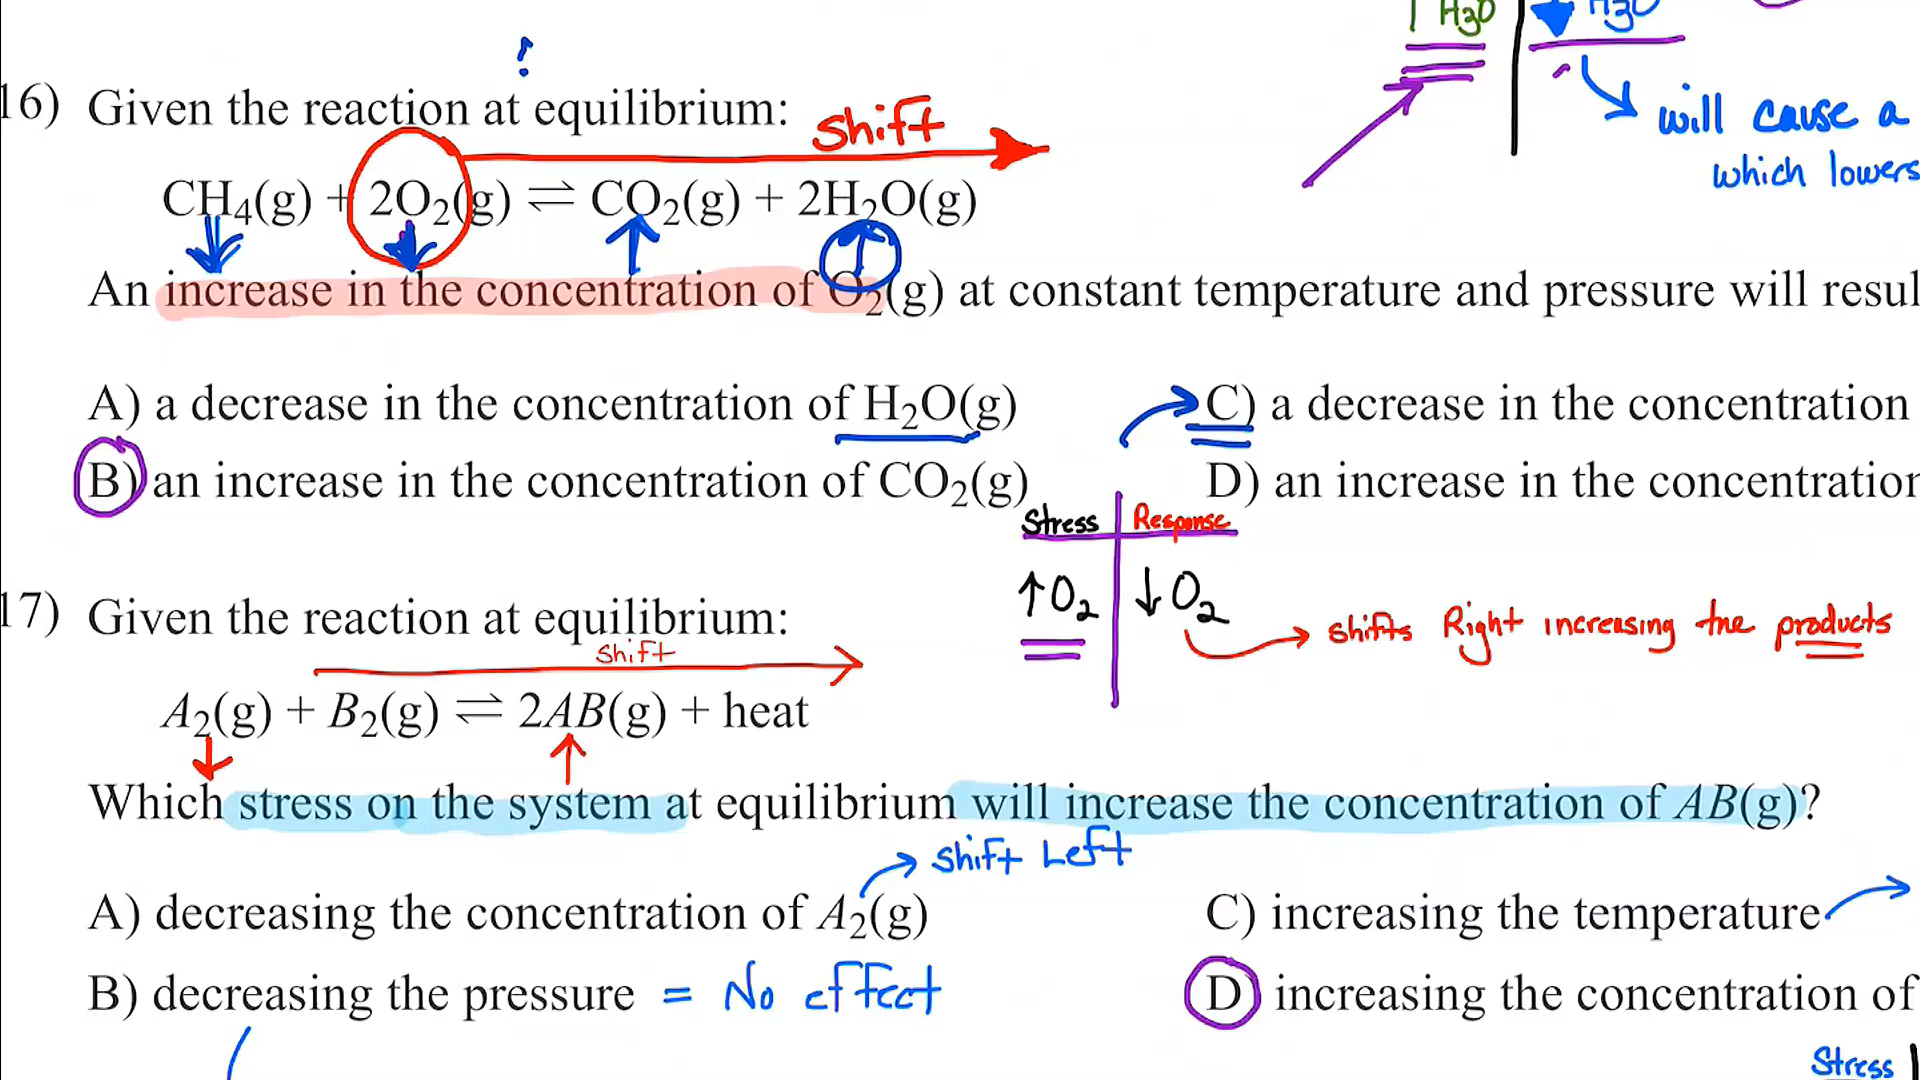 H3O H3O
will cause a
which lowers
16) Given the reaction at equilibrium:
shift
CH4(g) + 2O2(g) ⇌ CO2(g) + 2H2O(g)
An increase in the concentration of O2(g) at constant temperature and pressure will resul
A) a decrease in the concentration of H2O(g)
C) a decrease in the concentration
B) an increase in the concentration of CO2(g)
D) an increase in the concentration
Stress Response
↑O2 ↓O2
shifts Right increasing the products
17) Given the reaction at equilibrium:
shift
A2(g) + B2(g) ⇌ 2AB(g) + heat
Which stress on the system at equilibrium will increase the concentration of AB(g)?
shift Left
A) decreasing the concentration of A2(g)
C) increasing the temperature
B) decreasing the pressure = No effect
D) increasing the concentration of
Stress